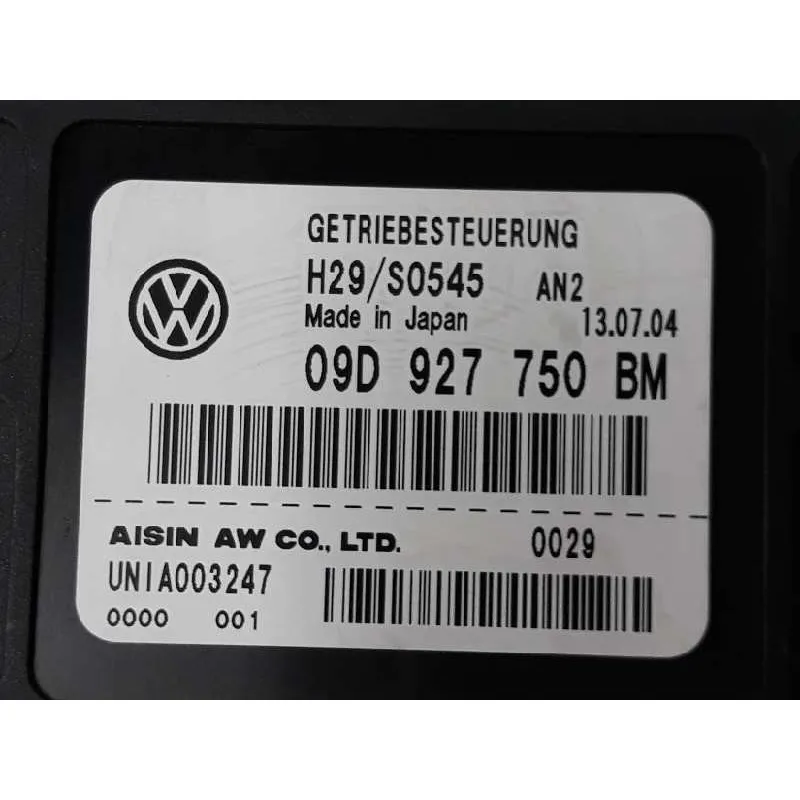 GETRIEBESTEUERUNG
H29/S0545 AN2
Made in Japan 13.07.04
09D 927 750 BM
AISIN AW CO., LTD. 0029
UNIA003247
0000 001